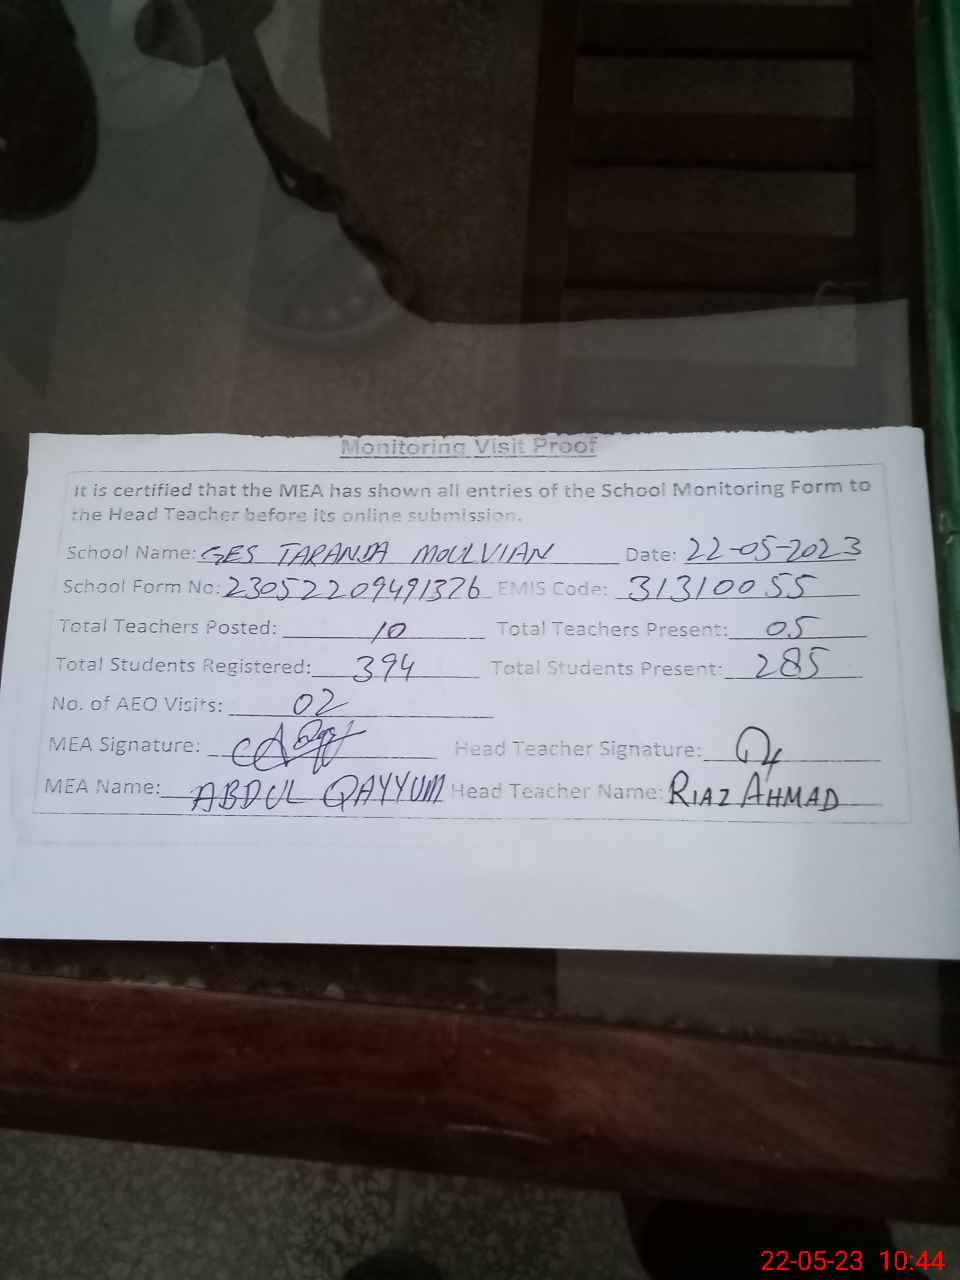 Monitoring Visit Proof
It is certified that the MEA has shown all entries of the School Monitoring Form to
the Head Teacher before its online submission.
School Name: GES TARANDA MOULVIAN Date: 22-05-2023
School Form No: 23052209491376 EMIS Code: 31310055
Total Teachers Posted: 10 Total Teachers Present: 05
Total Students Registered: 394 Total Students Present: 285
No. of AEO Visits: 02
MEA Signature: Head Teacher Signature:
MEA Name: ABDUL QAYYUM Head Teacher Name: RIAZ AHMAD
22-05-23 10:44